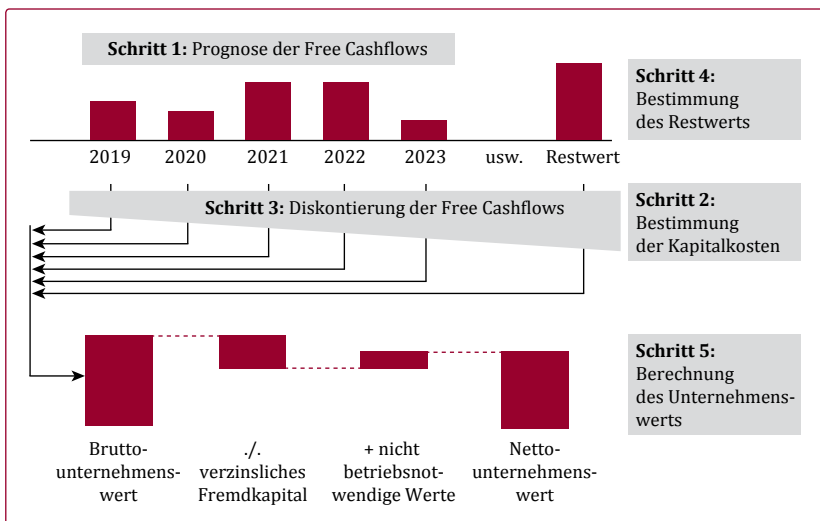 Schritt 1: Prognose der Free Cashflows
Schritt 4:
Bestimmung
des Restwerts
2019 2020 2021 2022 2023 usw. Restwert
Schritt 3: Diskontierung der Free Cashflows
Schritt 2:
Bestimmung
der Kapitalkosten
Schritt 5:
Berechnung
des Unternehmens-
werts
Brutto-
unternehmens-
wert
./.
verzinsliches
Fremdkapital
+ nicht
betriebsnot-
wendige Werte
Netto-
unternehmens-
wert